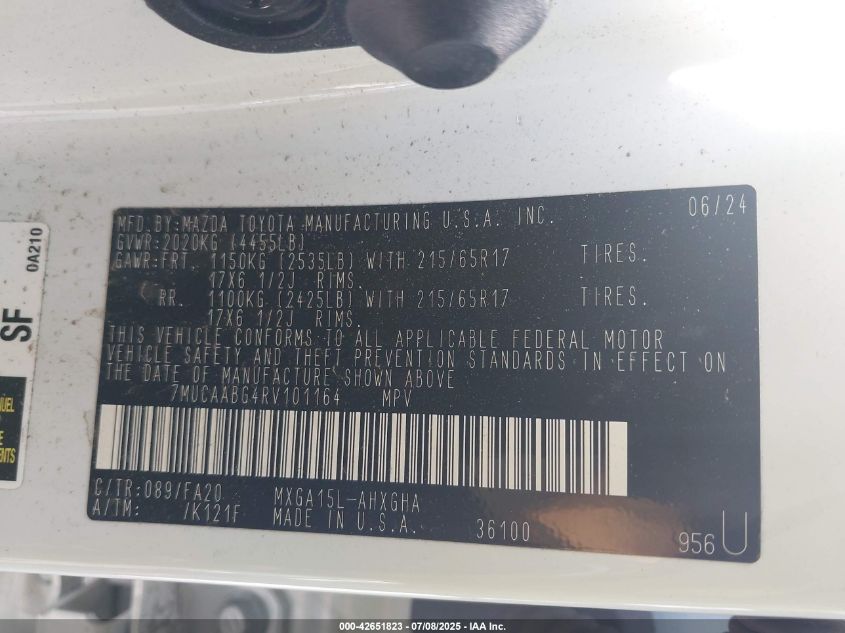 MFD.BY:MAZDA TOYOTA MANUFACTURING U.S.A. INC. 06/24
GVWR:2020KG (4455LB)
GAWR:FRT. 1150KG (2535LB) WITH 215/65R17 TIRES.
17X6 1/2J RIMS.
RR. 1100KG (2425LB) WITH 215/65R17 TIRES.
17X6 1/2J RIMS.
THIS VEHICLE CONFORMS TO ALL APPLICABLE FEDERAL MOTOR
VEHICLE SAFETY AND THEFT PREVENTION STANDARDS IN EFFECT ON
THE DATE OF MANUFACTURE SHOWN ABOVE
7MUCAABG4RV101164 MPV
C/TR:089/FA20 MXGA15L-AHXGHA
A/TM: /K121F MADE IN U.S.A. 36100 956U
0A210
SF
000-42651823 - 07/08/2025 - IAA Inc.